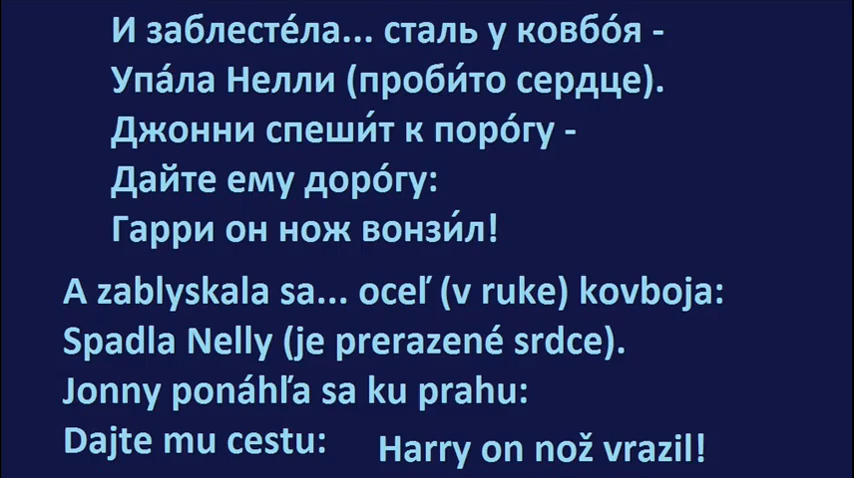 И заблесте́ла... сталь у ковбо́я -
Упа́ла Нелли (проби́то сердце).
Джонни спеши́т к поро́гу -
Дайте ему доро́гу:
Гарри он нож вонзи́л!
A zablyskala sa... oceľ (v ruke) kovboja:
Spadla Nelly (je prerazené srdce).
Jonny ponáhľa sa ku prahu:
Dajte mu cestu: Harry on nož vrazil!